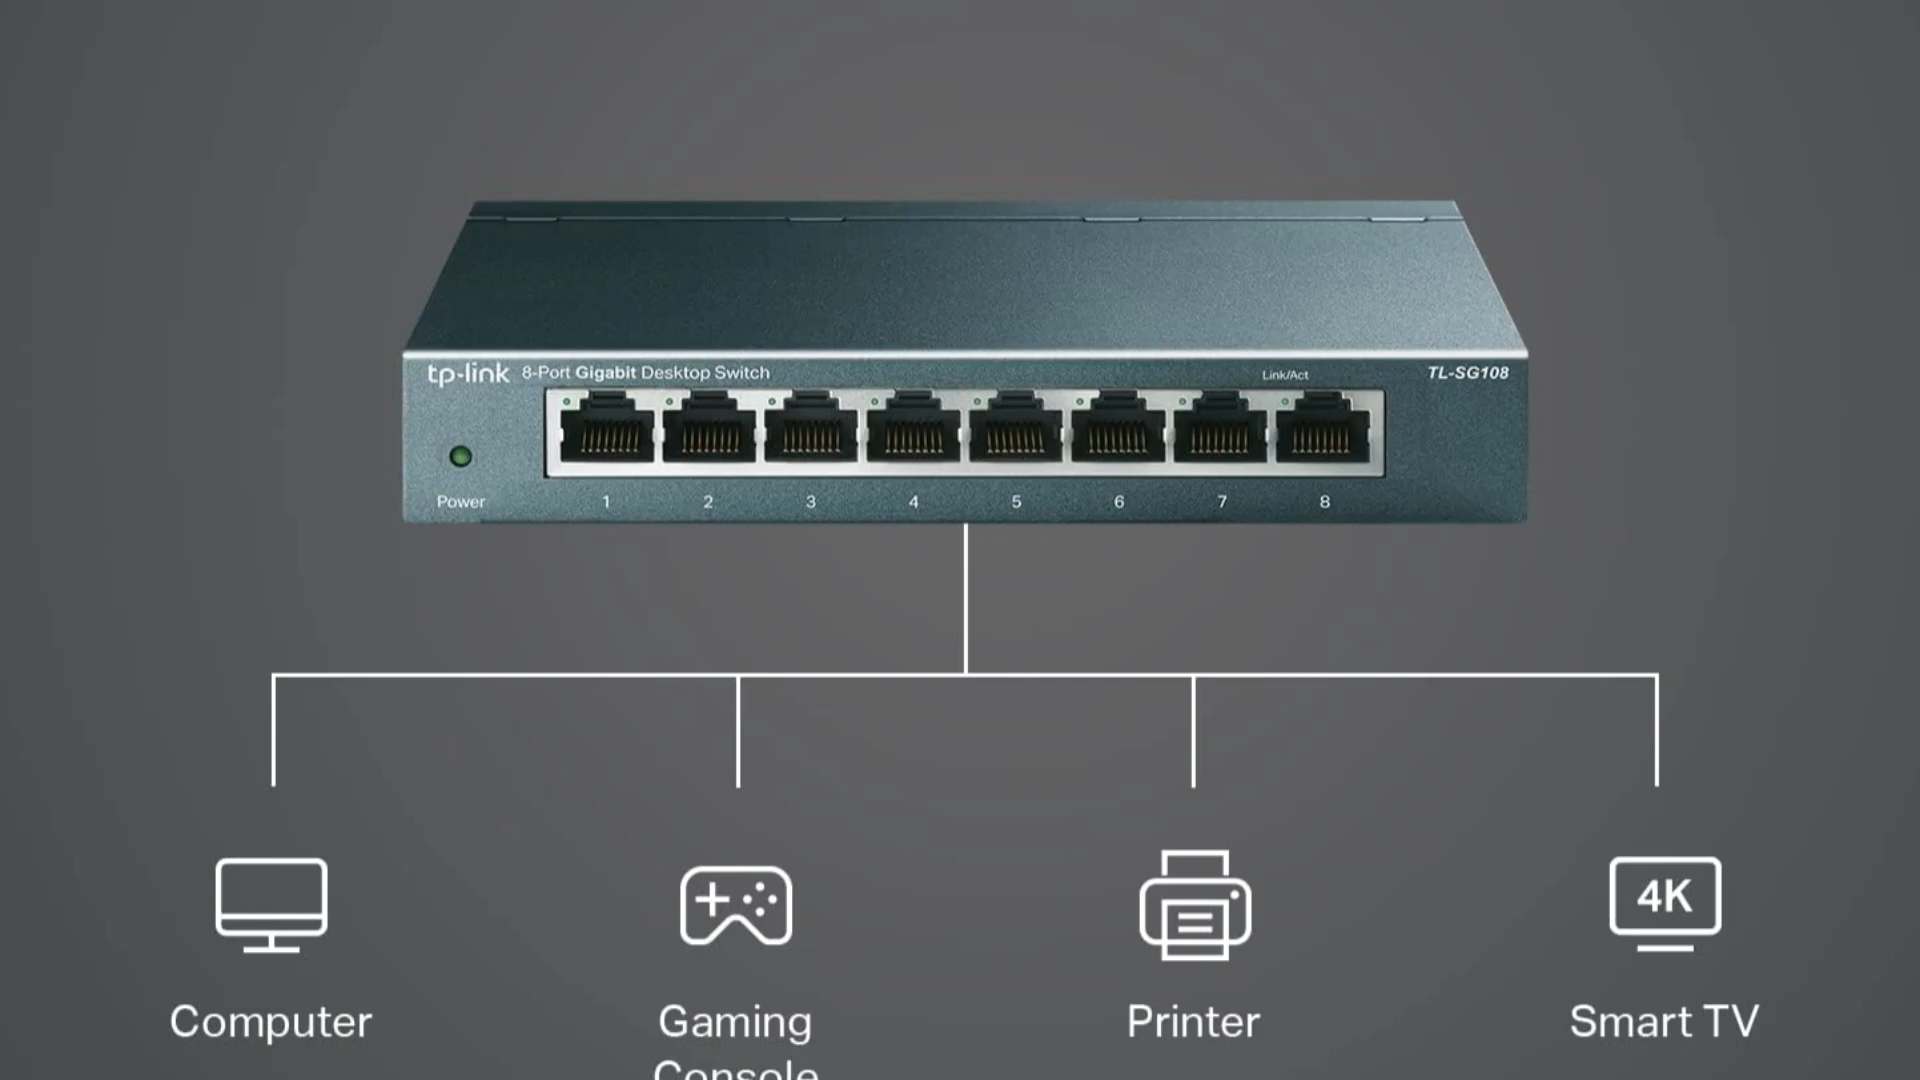 tp-link 8-Port Gigabit Desktop Switch
Link/Act
TL-SG108
Power
1 2 3 4 5 6 7 8
4K
Computer
Gaming
Console
Printer
Smart TV